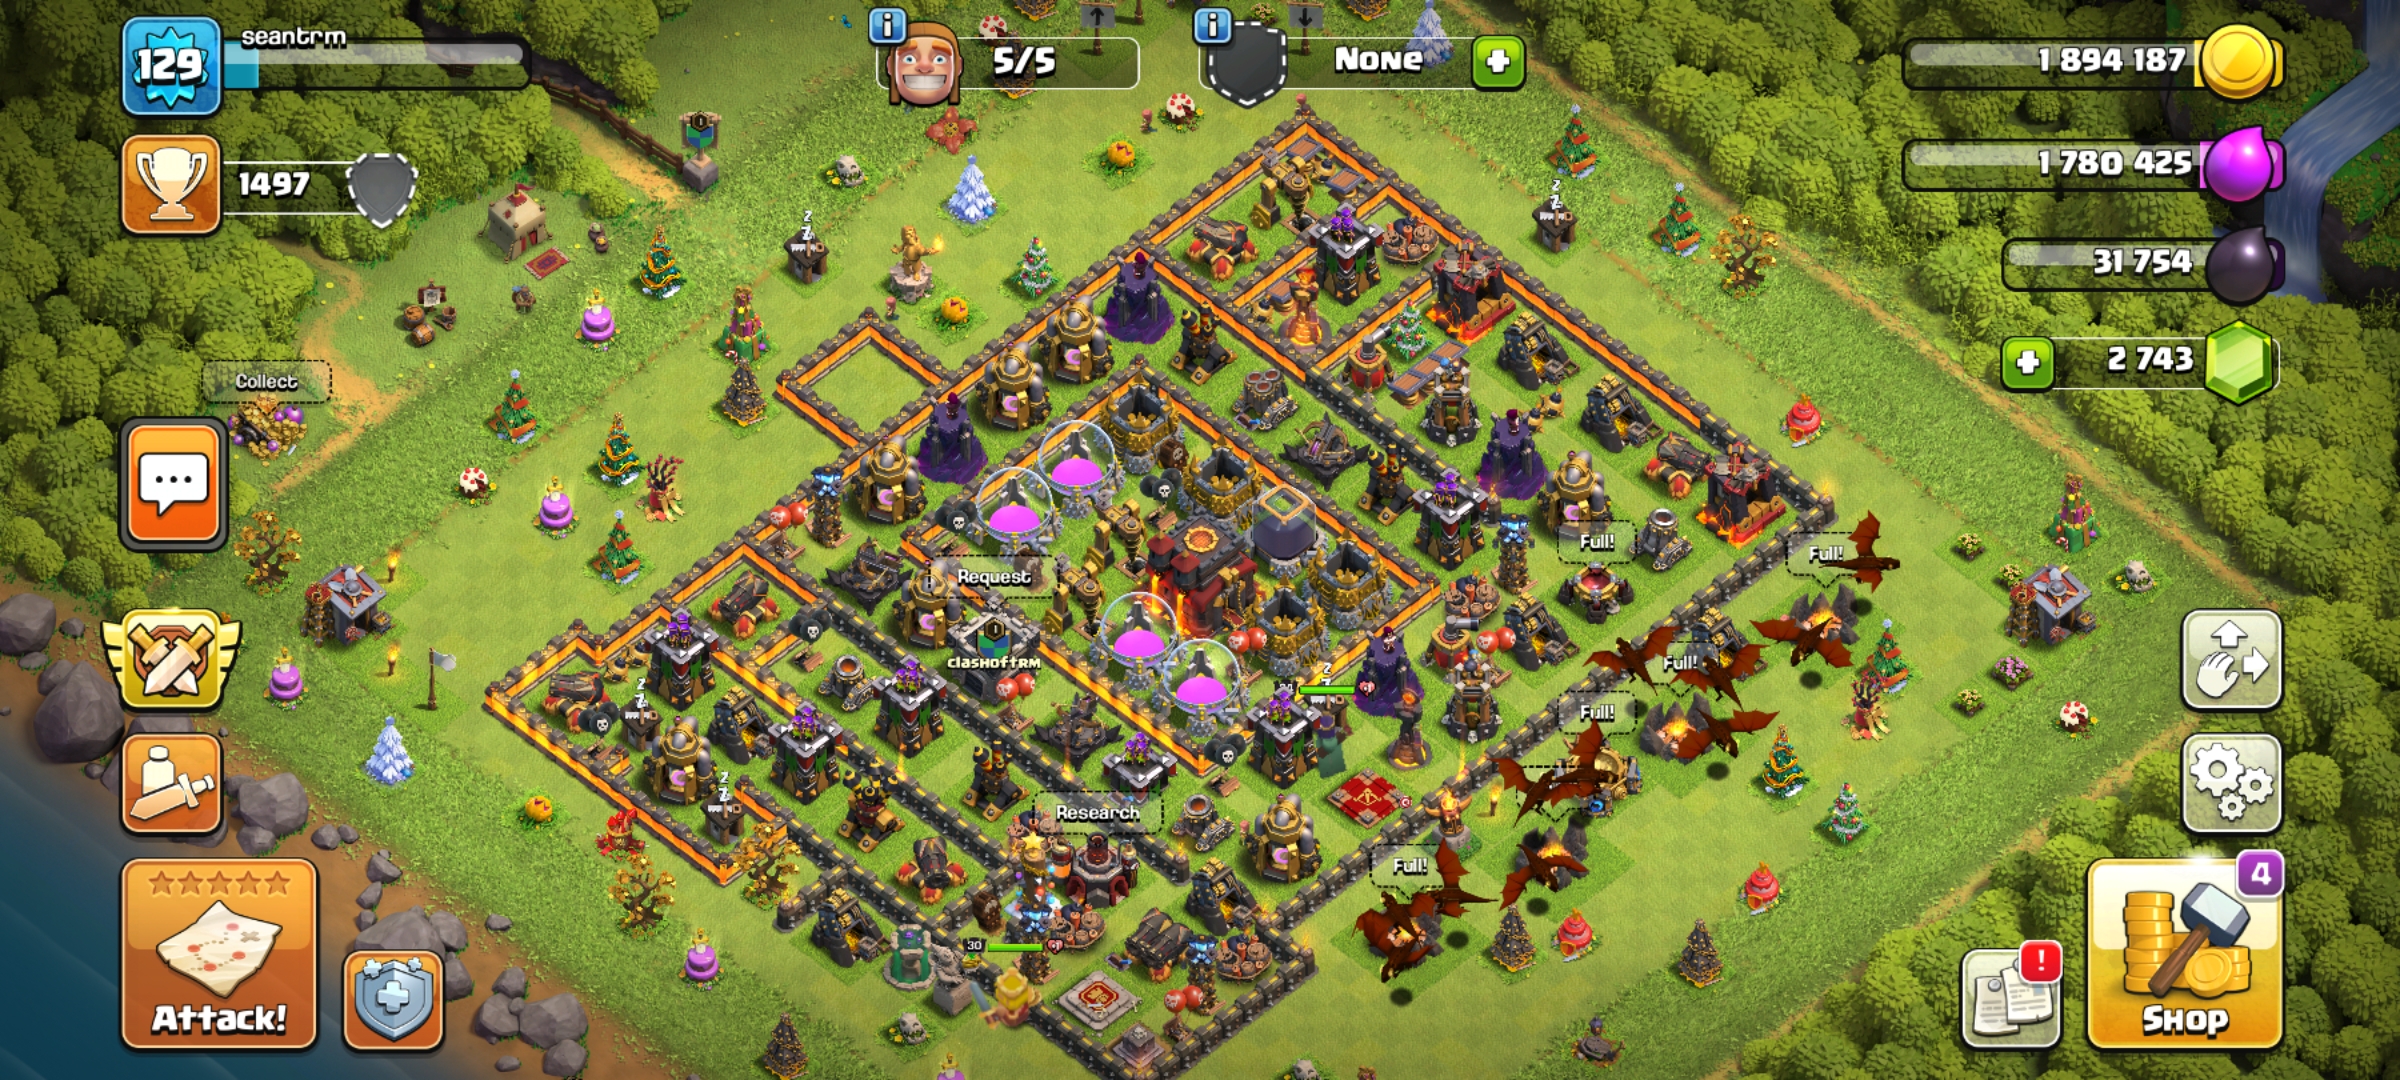 129
seantrm
5/5
None
1 894 187
1497
1 780 425
31 754
2 743
Collect
Full!
Full!
Request
clashoftrm
Full!
Full!
Research
Full!
30
4
Attack!
Shop